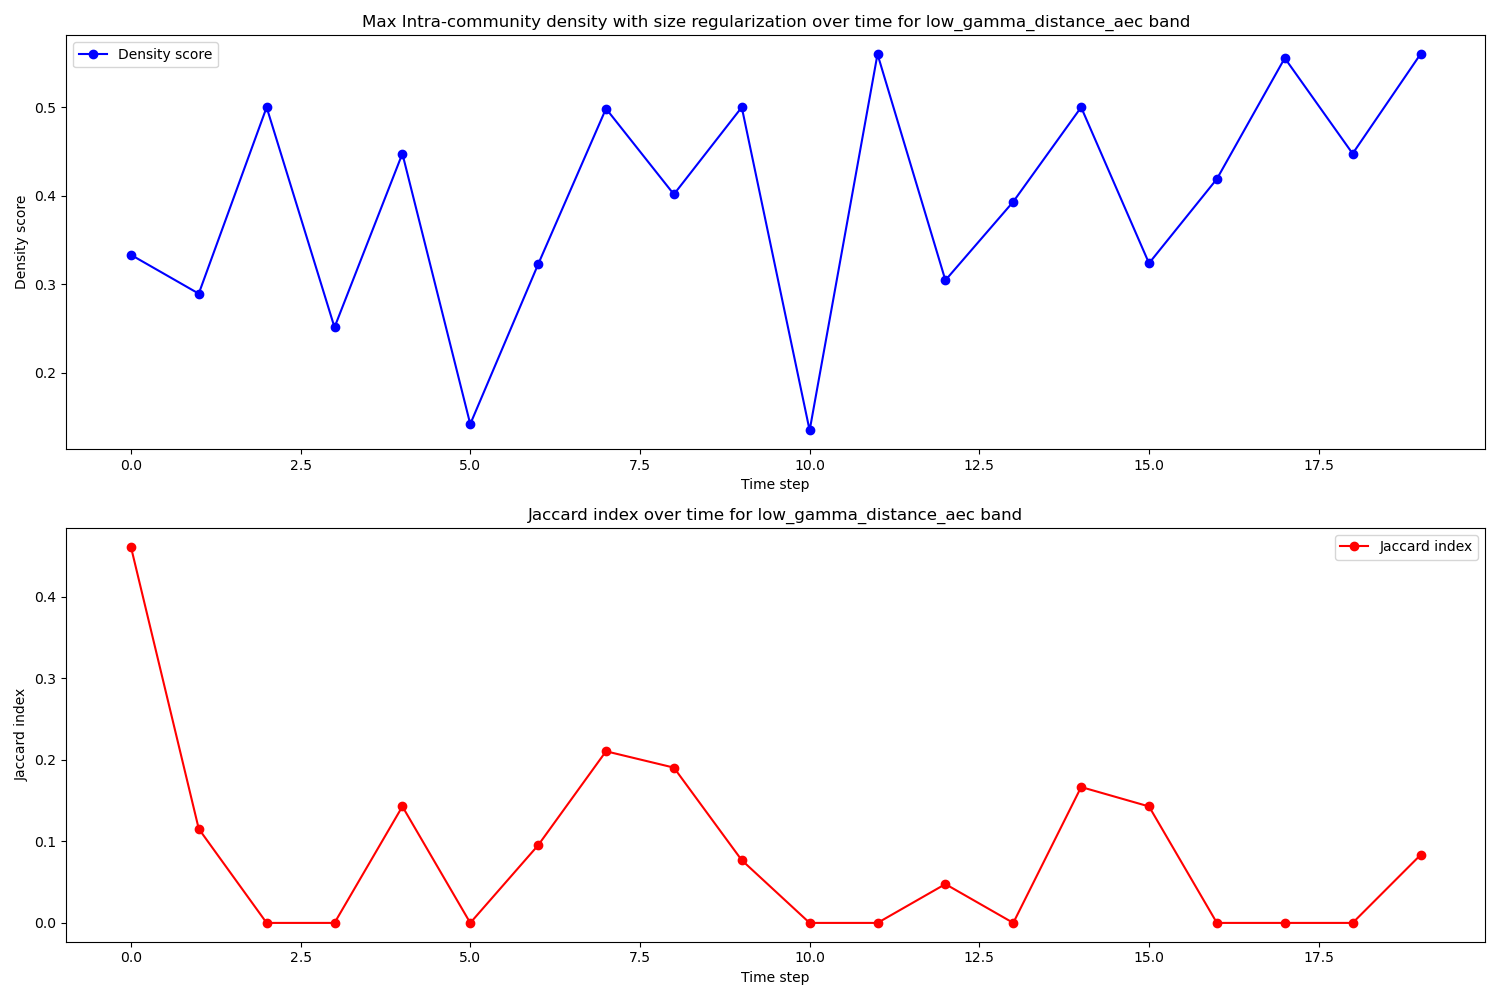 Max Intra-community density with size regularization over time for low_gamma_distance_aec band
Density score
Density score
0.5
0.4
0.3
0.2
0.0 2.5 5.0 7.5 10.0 12.5 15.0 17.5
Time step
Jaccard index over time for low_gamma_distance_aec band
Jaccard index
Jaccard index
0.4
0.3
0.2
0.1
0.0
0.0 2.5 5.0 7.5 10.0 12.5 15.0 17.5
Time step